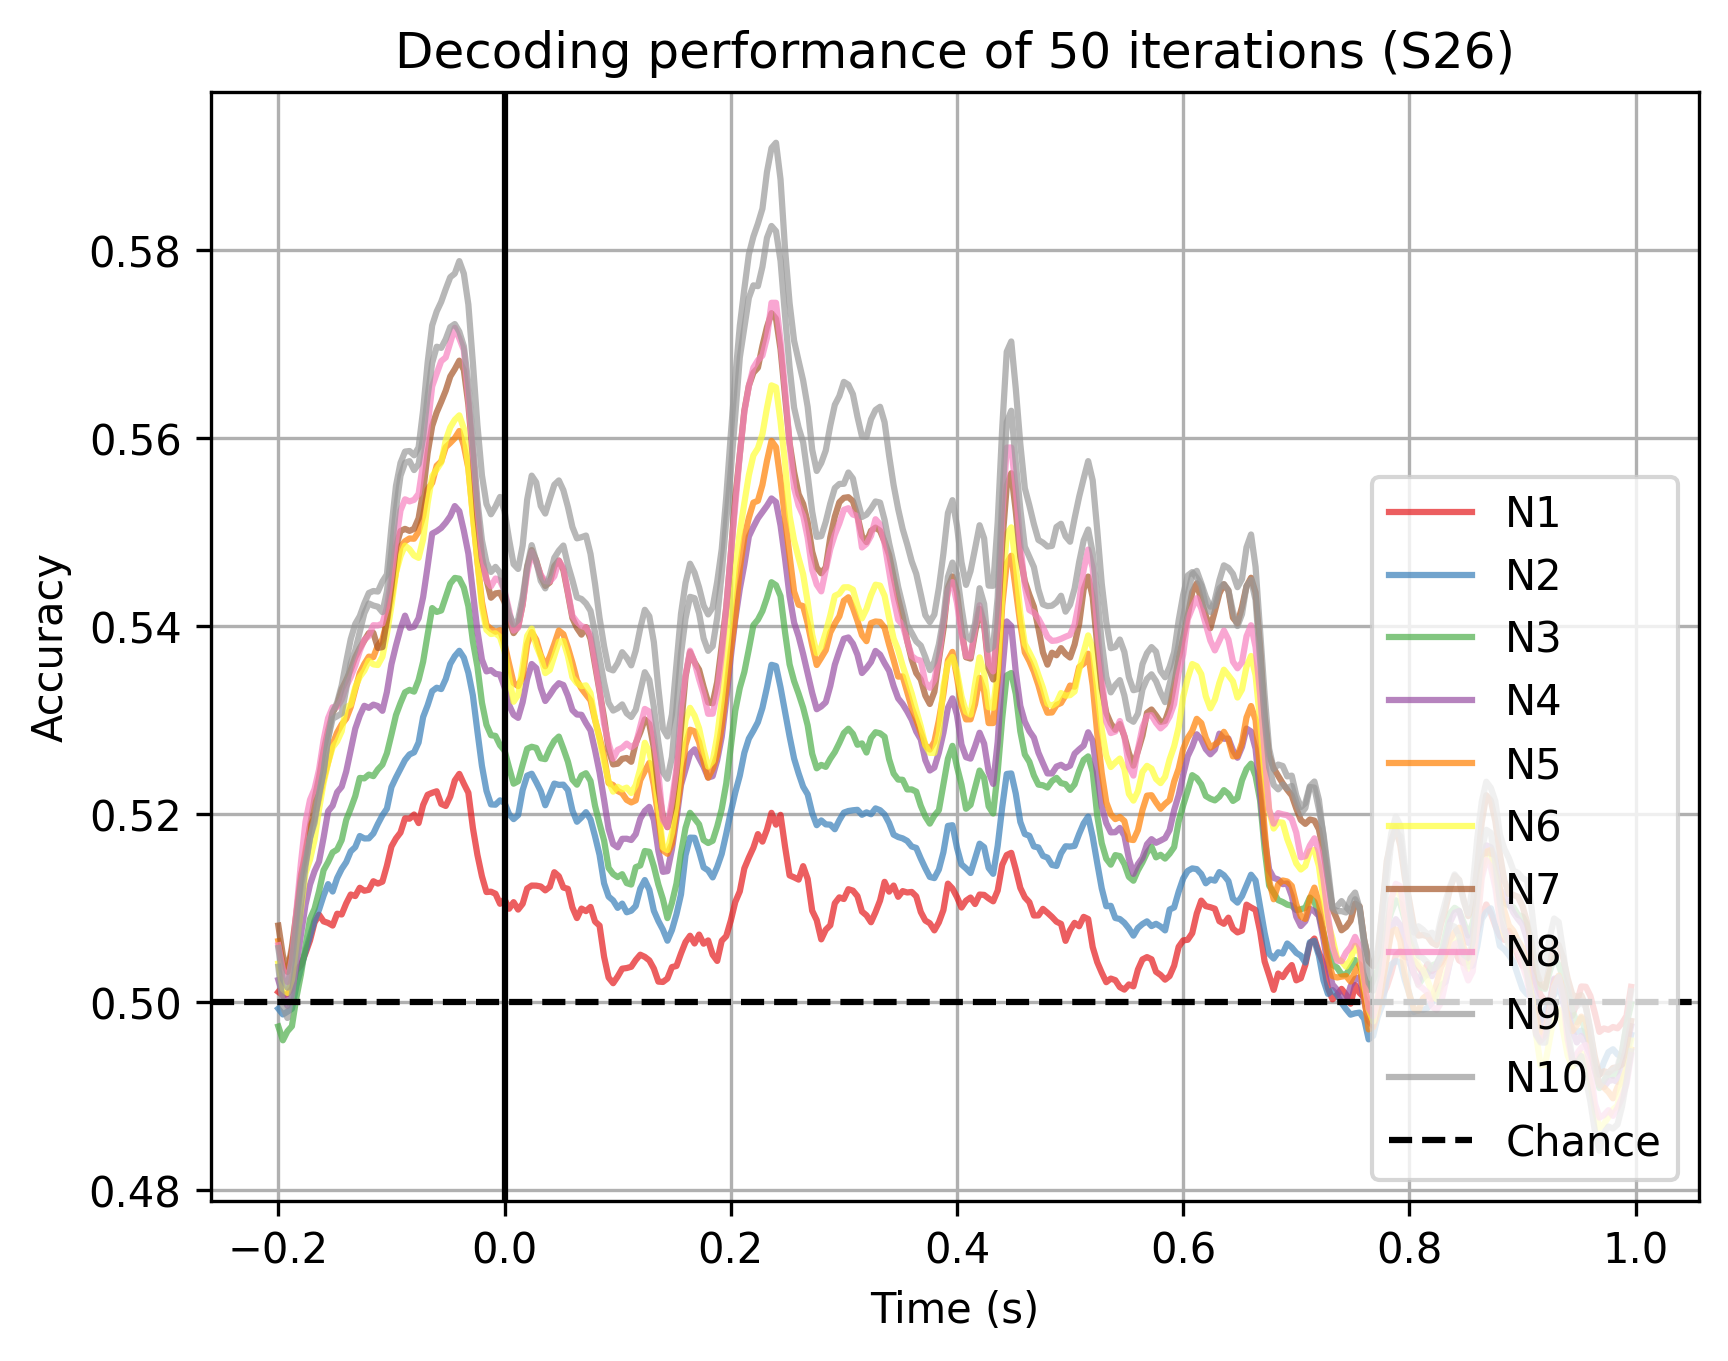 Decoding performance of 50 iterations (S26)
Accuracy
0.58
0.56
0.54
0.52
0.50
0.48
−0.2
0.0
0.2
0.4
0.6
0.8
1.0
Time (s)
N1
N2
N3
N4
N5
N6
N7
N8
N9
N10
Chance